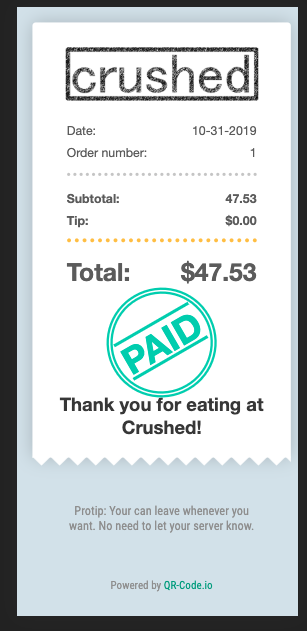 crushed
Date: 10-31-2019
Order number: 1
Subtotal: 47.53
Tip: $0.00
Total: $47.53
PAID
Thank you for eating at
Crushed!
Protip: Your can leave whenever you
want. No need to let your server know.
Powered by QR-Code.io